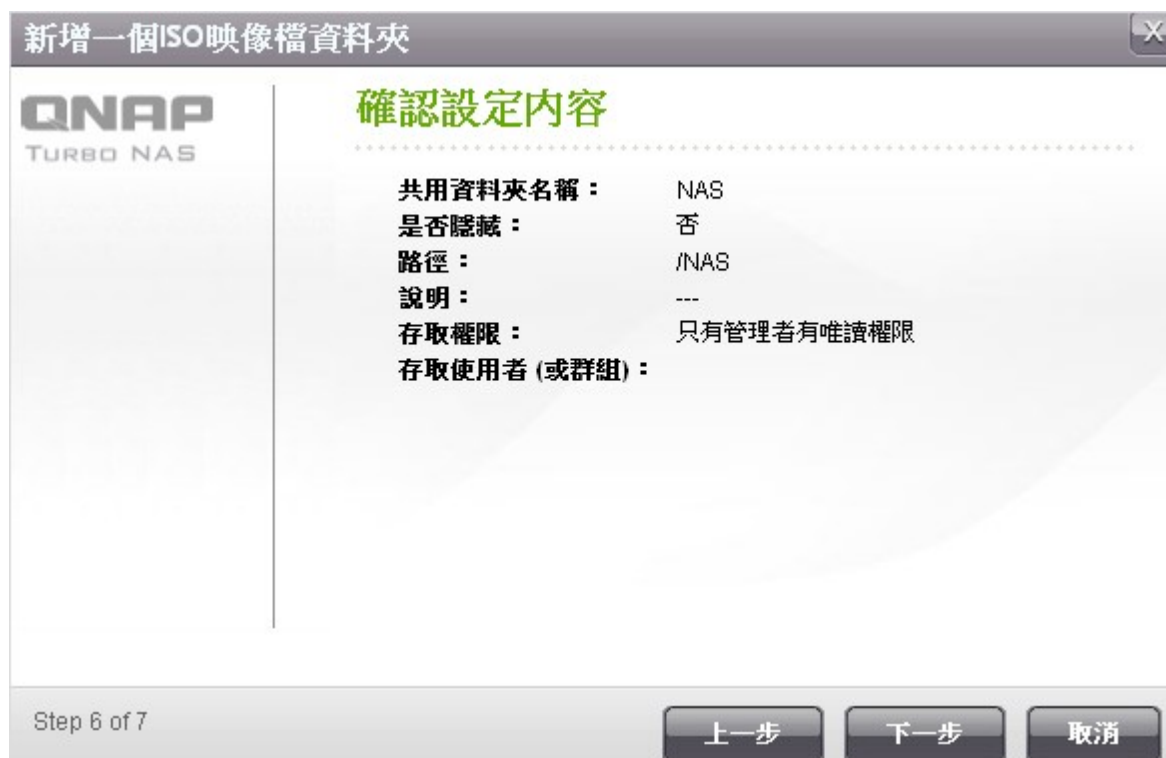 新增一個ISO映像檔資料夾
X
QNAP
TURBO NAS
確認設定內容
共用資料夾名稱： NAS
是否隱藏： 否
路徑： /NAS
說明： ---
存取權限： 只有管理者有唯讀權限
存取使用者 (或群組)：
Step 6 of 7
上一步 下一步 取消